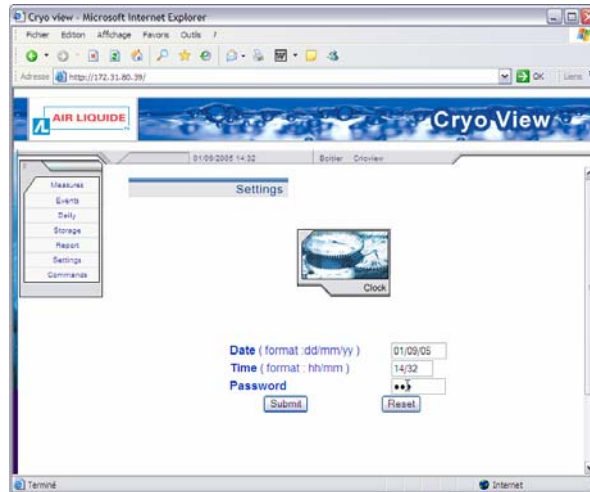 Cryo view - Microsoft Internet Explorer
Fichier Edition Affichage Favoris Outils ?
Adresse http://172.31.80.39/ OK Liens
AIR LIQUIDE
Cryo View
01/09/2005 14:32 Boitier Crioview
Measures
Events
Daily
Storage
Report
Settings
Commands
Settings
Clock
Date ( format :dd/mm/yy ) 01/09/05
Time ( format : hh/mm ) 14/32
Password
Submit Reset
Terminé Internet